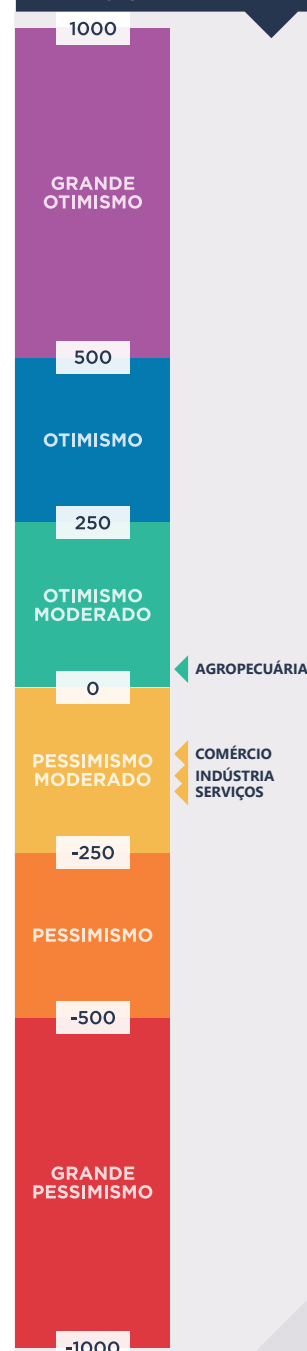 1000
GRANDE
OTIMISMO
500
OTIMISMO
250
OTIMISMO
MODERADO
AGROPECUÁRIA
0
COMÉRCIO
PESSIMISMO
MODERADO
INDÚSTRIA
SERVIÇOS
-250
PESSIMISMO
-500
GRANDE
PESSIMISMO
-1000